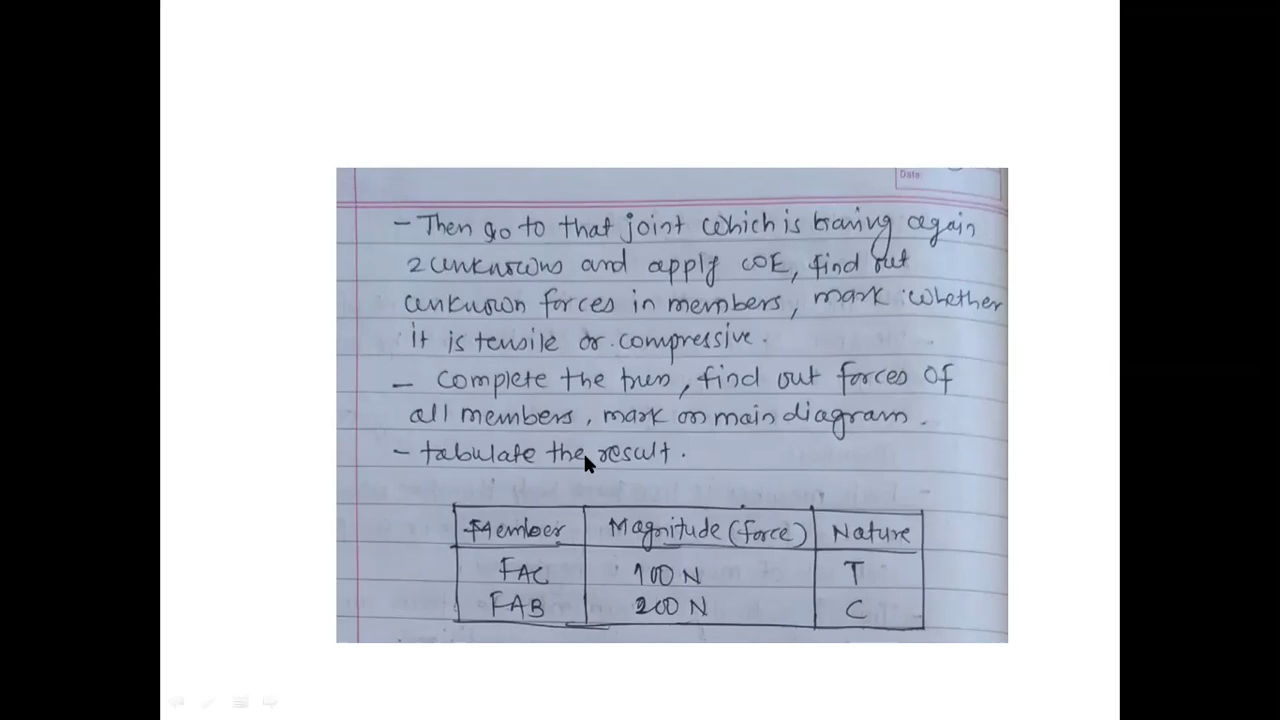 Date
- Then go to that joint which is having again
2 unknowns and apply COE, find out
unknown forces in members, mark whether
it is tensile or compressive.
- Complete the truss, find out forces of
all members, mark on main diagram.
- tabulate the result.
Member Magnitude (force) Nature
FAC 100 N T
FAB 200 N C